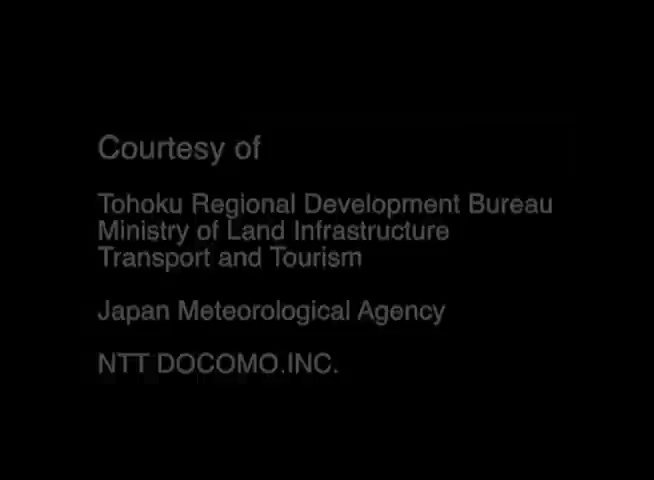 Courtesy of
Tohoku Regional Development Bureau
Ministry of Land Infrastructure
Transport and Tourism
Japan Meteorological Agency
NTT DOCOMO.INC.